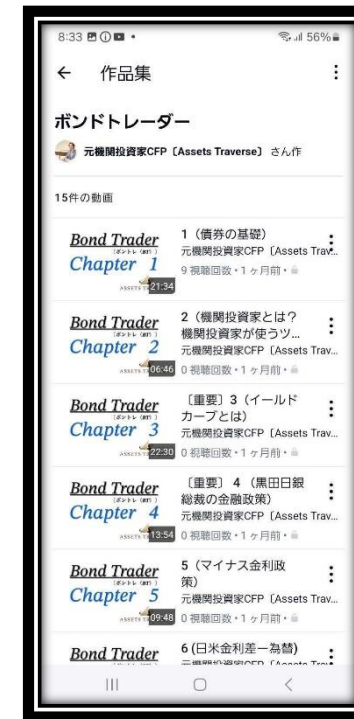 8:33
56%
作品集
ボンドトレーダー
元機関投資家CFP〔Assets Traverse〕 さん作
15件の動画
Bond Trader
Chapter 1
21:34
1（債券の基礎）
元機関投資家CFP〔Assets Trav...
9 視聴回数・1 ヶ月前・
Bond Trader
Chapter 2
06:46
2（機関投資家とは？
機関投資家が使うツ...
元機関投資家CFP〔Assets Trav...
0 視聴回数・1 ヶ月前・
Bond Trader
Chapter 3
22:30
〔重要〕3（イールド
カーブとは）
元機関投資家CFP〔Assets Trav...
0 視聴回数・1 ヶ月前・
Bond Trader
Chapter 4
13:54
〔重要〕4 （黒田日銀
総裁の金融政策）
元機関投資家CFP〔Assets Trav...
0 視聴回数・1 ヶ月前・
Bond Trader
Chapter 5
09:48
5（マイナス金利政
策）
元機関投資家CFP〔Assets Trav...
0 視聴回数・1 ヶ月前・
Bond Trader
6 (日米金利差ー為替)